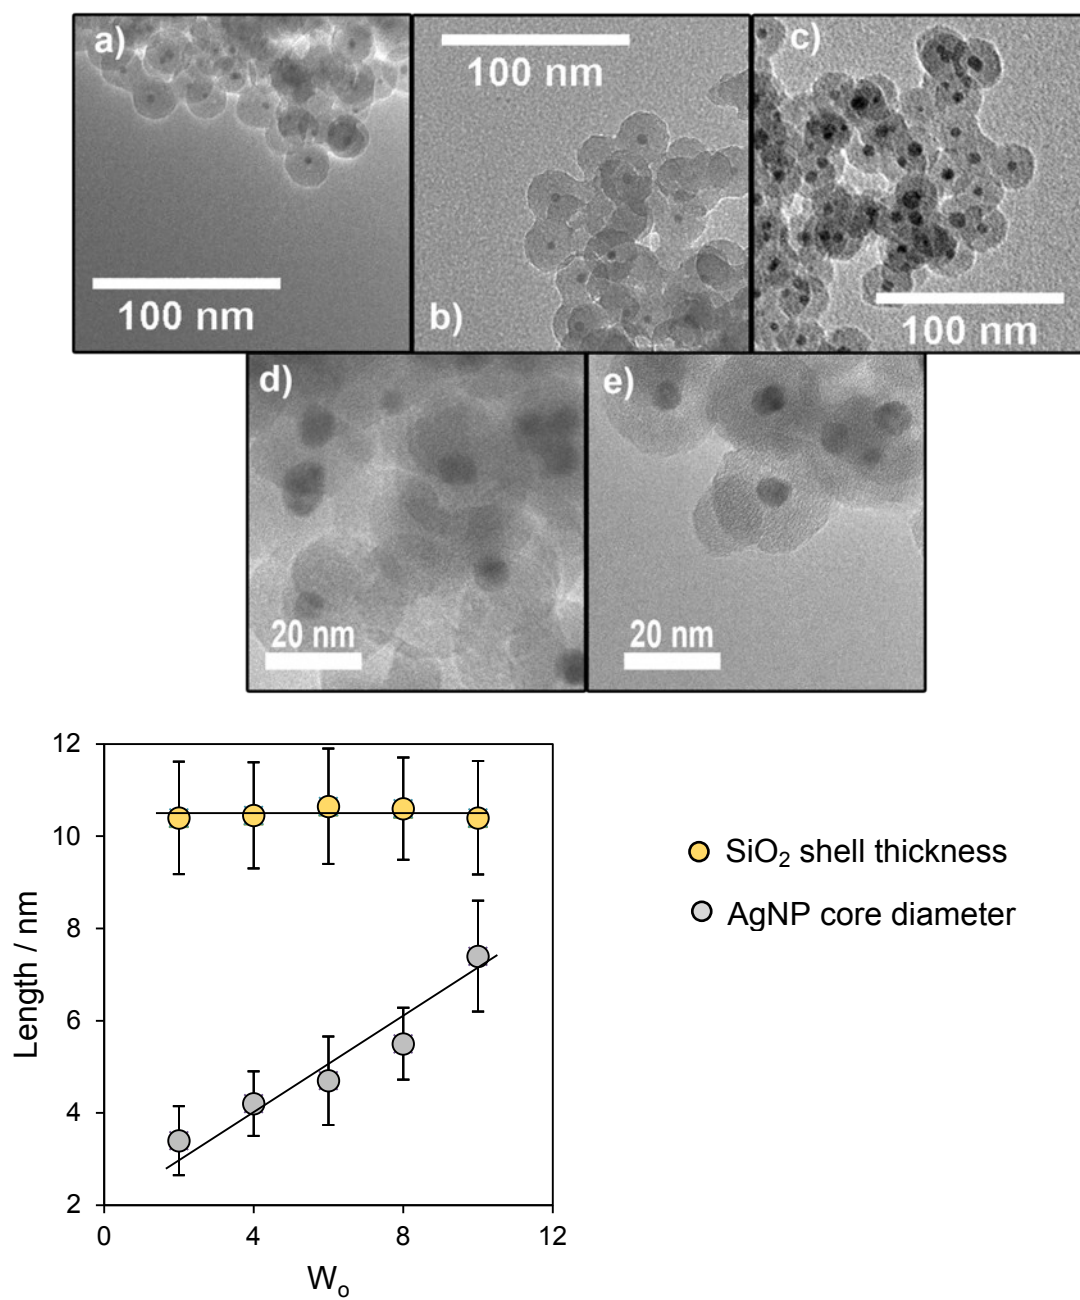 a)
100 nm
100 nm
b)
c)
100 nm
d)
20 nm
e)
20 nm
12
10
8
6
4
2
0
4
8
12
Length / nm
Wₒ
SiO₂ shell thickness
AgNP core diameter